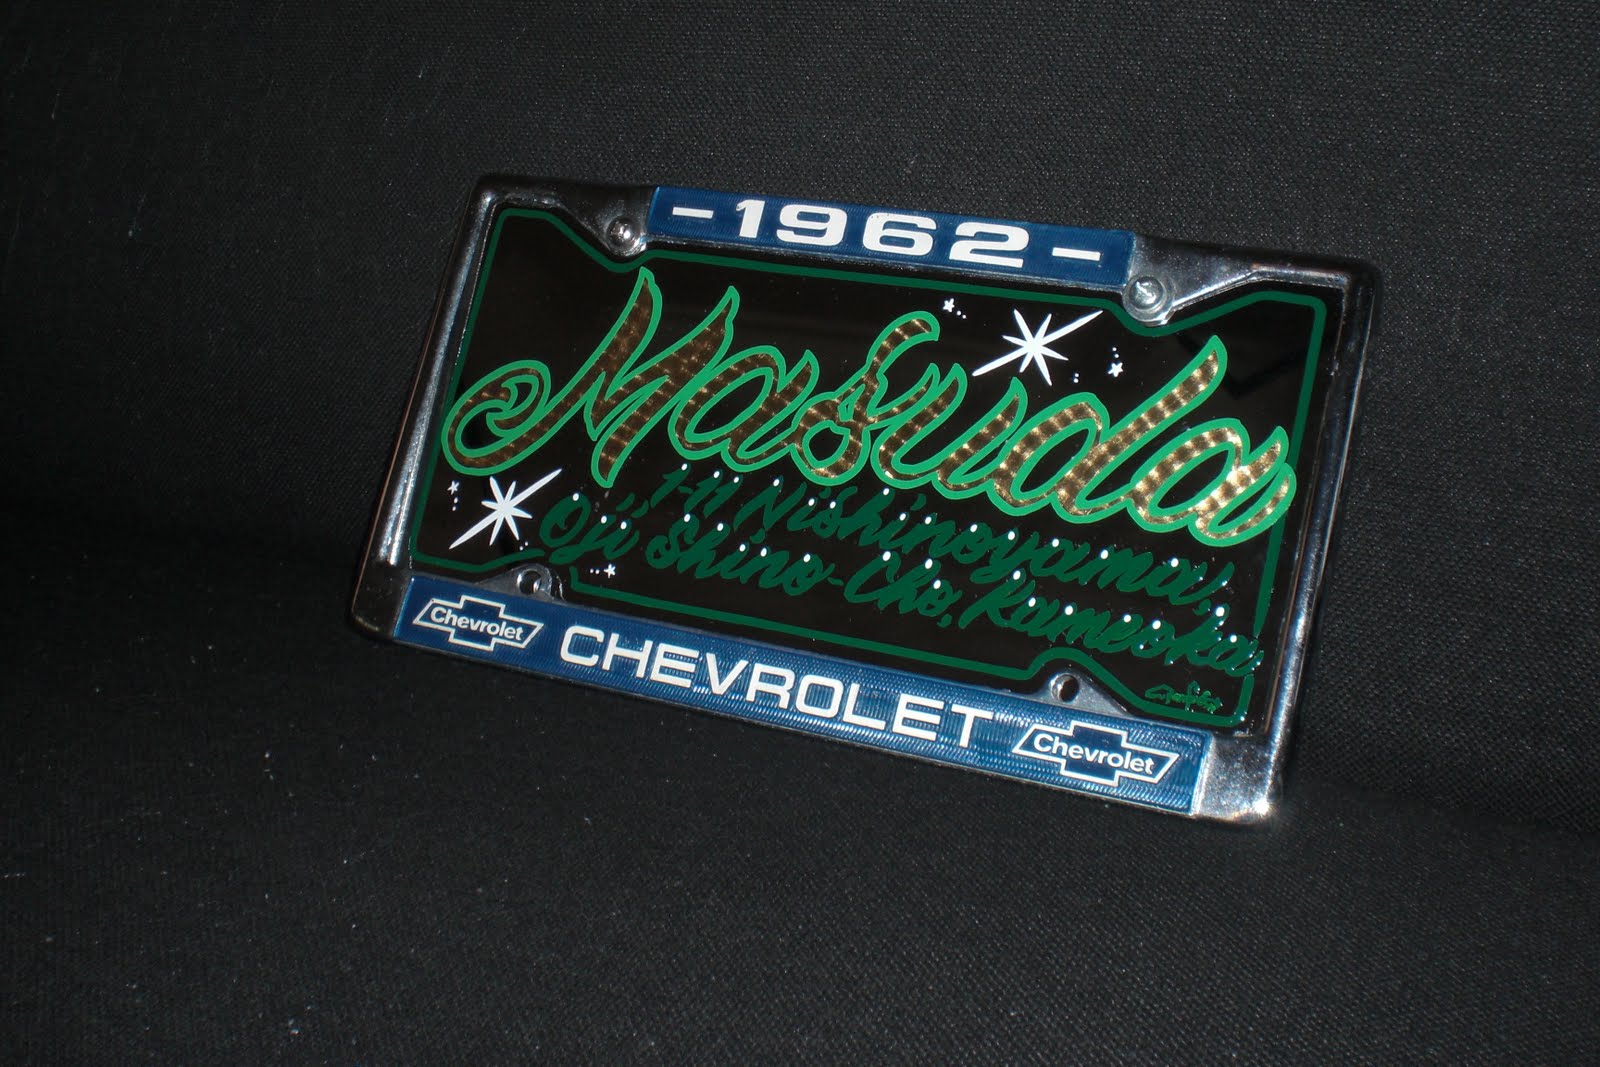 -1962-
Masuda
1-11 Nishinoyama,
Oji, Shino-Cho, Kameoka
Chevrolet CHEVROLET Chevrolet